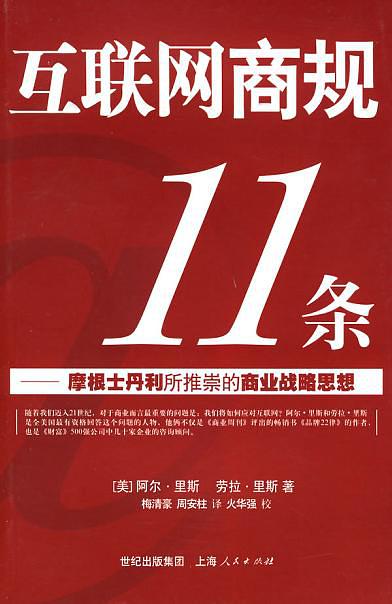 互联网商规
11
条
——摩根士丹利所推崇的商业战略思想
随着我们迈入21世纪,对于商业而言最重要的问题是:我们将如何应对互联网?阿尔·里斯和劳拉·里斯
是全美国最有资格回答这个问题的人物,他俩不仅是《商业周刊》评出的畅销书《品牌22律》的作者,
也是《财富》500强公司中几十家企业的咨询顾问。
[美]阿尔·里斯 劳拉·里斯 著
梅清豪 周安柱 译 火华强 校
世纪出版集团 上海人民出版社